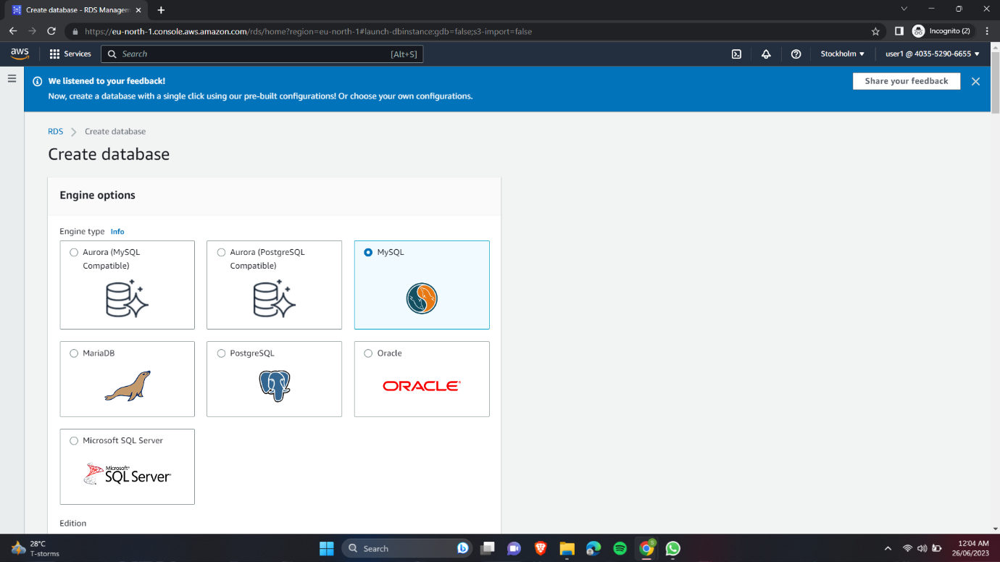 Create database - RDS Managem
https://eu-north-1.console.aws.amazon.com/rds/home?region=eu-north-1#launch-dbinstance:gdb=false;s3-import=false
Incognito (2)
aws
Services
Search
[Alt+S]
Stockholm
user1 @ 4035-5290-6655
We listened to your feedback!
Now, create a database with a single click using our pre-built configurations! Or choose your own configurations.
Share your feedback
RDS
Create database
Create database
Engine options
Engine type Info
Aurora (MySQL
Compatible)
Aurora (PostgreSQL
Compatible)
MySQL
MariaDB
PostgreSQL
Oracle
ORACLE
Microsoft SQL Server
Microsoft®
SQL Server
Edition
28°C
T-storms
Search
5
12:04 AM
26/06/2023